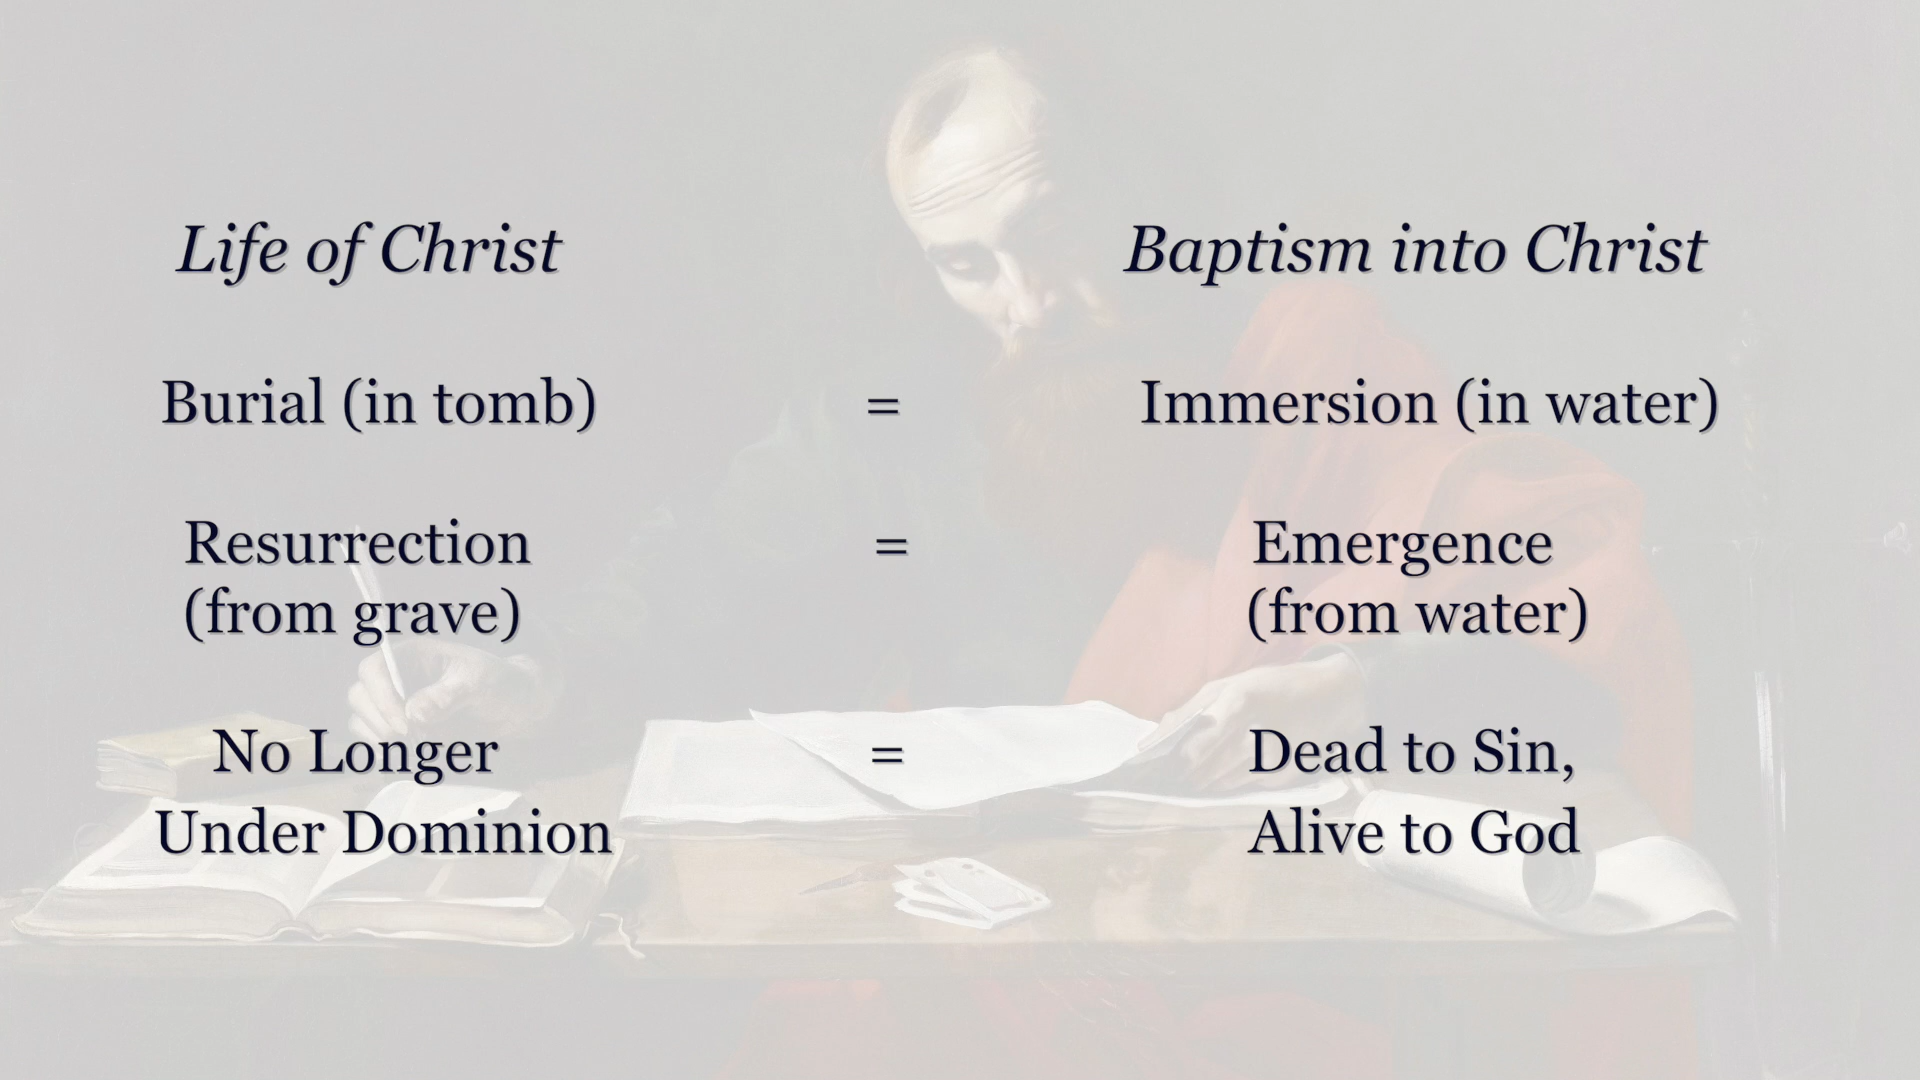 Life of Christ
Baptism into Christ
Burial (in tomb) = Immersion (in water)
Resurrection = Emergence
(from grave) (from water)
No Longer = Dead to Sin,
Under Dominion Alive to God